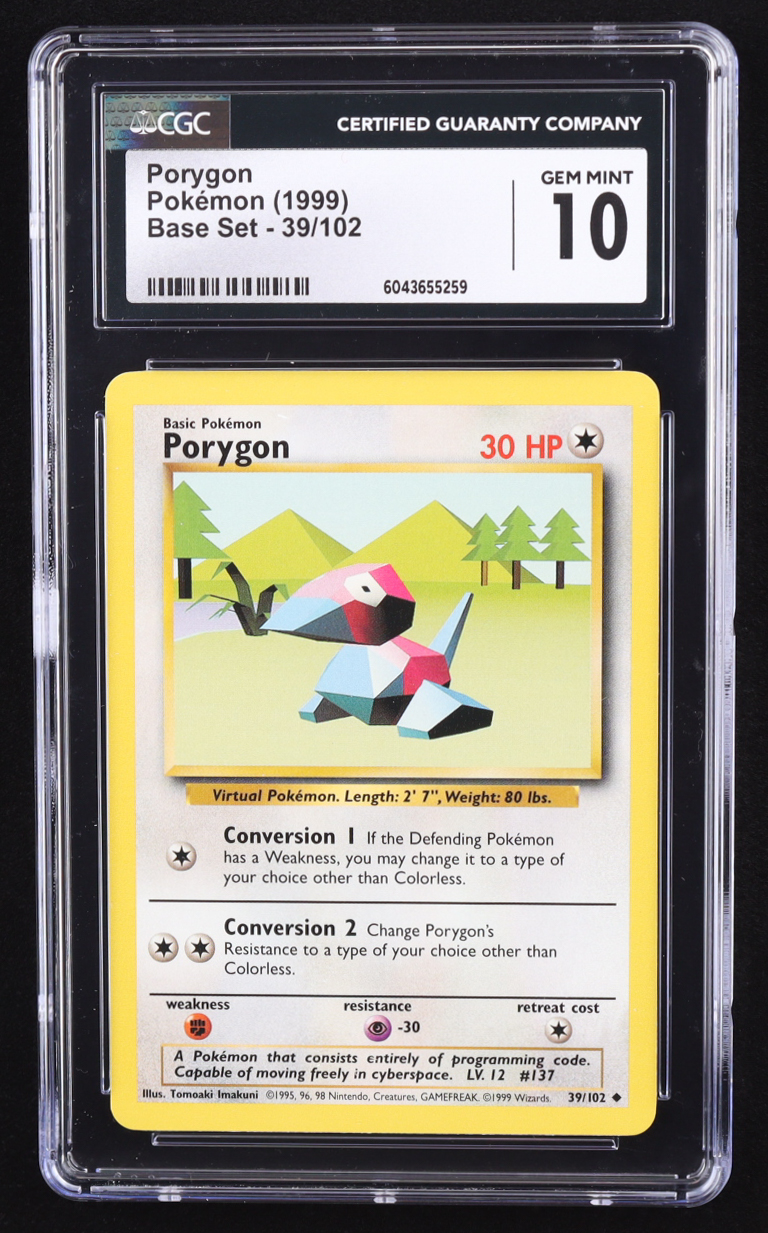 CGC
CERTIFIED GUARANTY COMPANY
Porygon
Pokémon (1999)
Base Set - 39/102
GEM MINT
10
6043655259
Basic Pokémon
Porygon
30 HP
Virtual Pokémon. Length: 2' 7", Weight: 80 lbs.
Conversion 1 If the Defending Pokémon
has a Weakness, you may change it to a type of
your choice other than Colorless.
Conversion 2 Change Porygon's
Resistance to a type of your choice other than
Colorless.
weakness resistance retreat cost
-30
A Pokémon that consists entirely of programming code.
Capable of moving freely in cyberspace. LV. 12 #137
Illus. Tomoaki Imakuni ©1995, 96, 98 Nintendo, Creatures, GAMEFREAK. ©1999 Wizards. 39/102